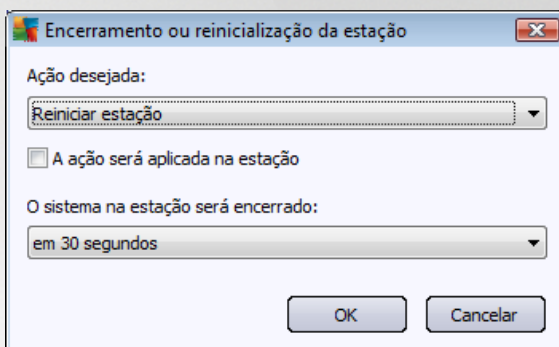 Encerramento ou reinicialização da estação
Ação desejada:
Reiniciar estação
A ação será aplicada na estação
O sistema na estação será encerrado:
em 30 segundos
OK
Cancelar